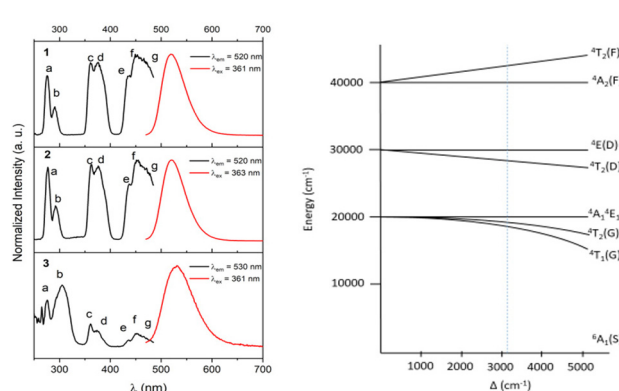 300 400 500 600 700
1
a
b
c d
e
f
g
λem = 520 nm
λex = 361 nm
2
a
b
c d
e
f
g
λem = 520 nm
λex = 363 nm
3
a
b
c
d
e
f
g
λem = 530 nm
λex = 361 nm
300 400 500 600 700
λ (nm)
Normalized Intensity (a. u.)
Energy (cm-1)
40000
30000
20000
10000
4T2(F)
4A2(F
4E(D)
4T2(D)
4A14E1
4T2(G)
4T1(G)
6A1(S
1000 2000 3000 4000 5000
Δ (cm-1)